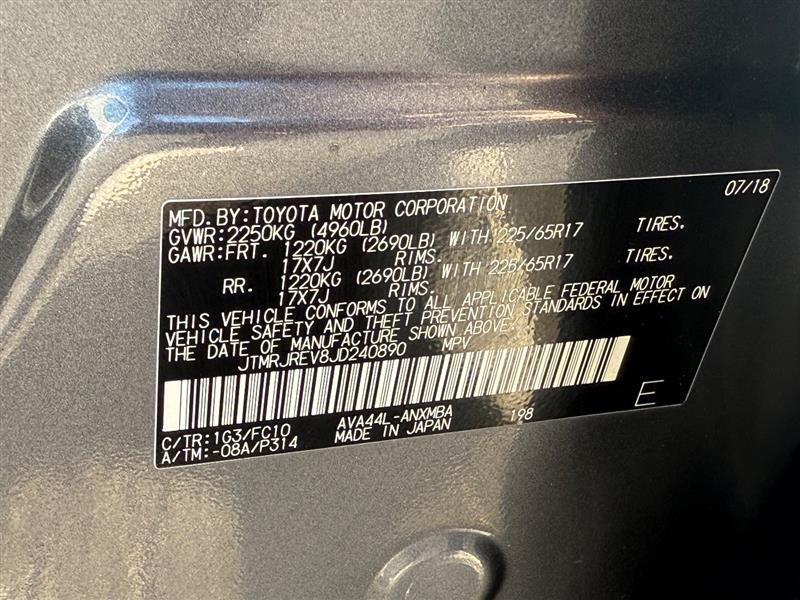 07/18
MFD. BY: TOYOTA MOTOR CORPORATION
GVWR: 2250KG (4960LB)
GAWR: FRT. 1220KG (2690LB) WITH 225/65R17 TIRES.
17X7J RIMS.
RR. 1220KG (2690LB) WITH 225/65R17 TIRES.
17X7J RIMS.
THIS VEHICLE CONFORMS TO ALL APPLICABLE FEDERAL MOTOR
VEHICLE SAFETY AND THEFT PREVENTION STANDARDS IN EFFECT ON
THE DATE OF MANUFACTURE SHOWN ABOVE.
JTMRJREV8JD240890 MPV
E
C/TR: 1G3/FC10 AVA44L-ANXMBA 198
A/TM: -08A/P314 MADE IN JAPAN